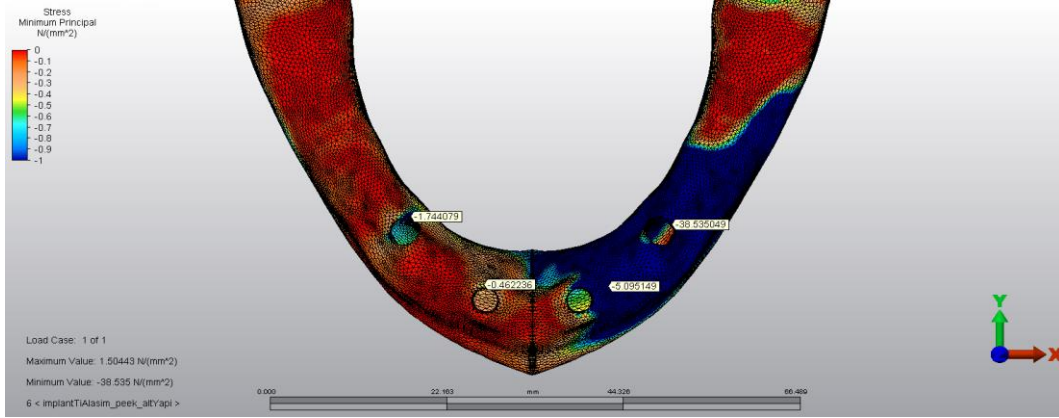 Stress
Minimum Principal
N/(mm^2)
0
-0.1
-0.2
-0.3
-0.4
-0.5
-0.6
-0.7
-0.8
-0.9
-1
-1.744079
-38.535049
-0.462236
-5.095149
Y
X
Load Case: 1 of 1
Maximum Value: 1.50443 N/(mm^2)
Minimum Value: -38.535 N/(mm^2)
6 < implantTiAlasim_peek_altYapi >
0.000 22.163 mm 44.326 66.489